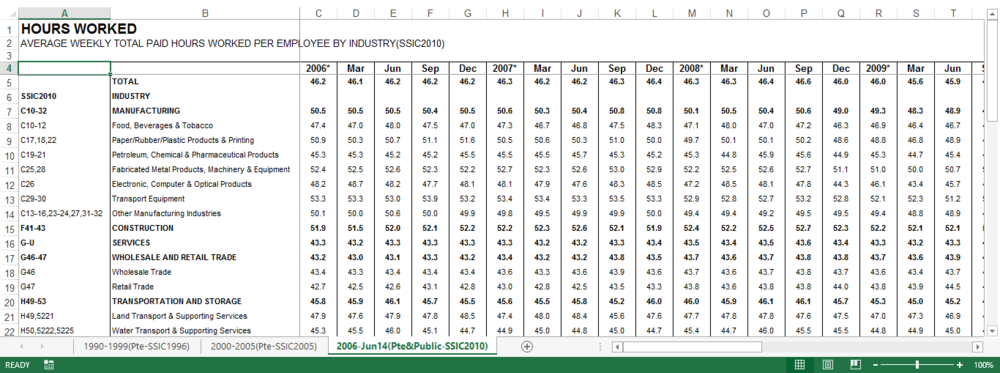 A B C D E F G H I J K L M N O P Q R S T
1 HOURS WORKED
2 AVERAGE WEEKLY TOTAL PAID HOURS WORKED PER EMPLOYEE BY INDUSTRY(SSIC2010)
3
4 2006* Mar Jun Sep Dec 2007* Mar Jun Sep Dec 2008* Mar Jun Sep Dec 2009* Mar Jun
5 TOTAL 46.2 46.1 46.2 46.2 46.2 46.3 46.2 46.2 46.3 46.4 46.3 46.3 46.4 46.6 46.0 46.0 45.6 45.9
6 SSIC2010 INDUSTRY
7 C10-32 MANUFACTURING 50.5 50.5 50.5 50.4 50.5 50.6 50.3 50.4 50.8 50.8 50.1 50.5 50.4 50.6 49.0 49.3 48.3 48.9
8 C10-12 Food, Beverages & Tobacco 47.4 47.0 48.0 47.5 47.0 47.3 46.7 46.8 47.5 48.3 47.1 48.0 47.0 47.2 46.3 46.9 46.4 46.7
9 C17,18,22 Paper/Rubber/Plastic Products & Printing 50.9 50.3 50.7 51.1 51.6 50.5 50.6 50.3 51.0 50.0 49.7 50.1 50.1 50.2 48.6 48.8 46.8 48.9
10 C19-21 Petroleum, Chemical & Pharmaceutical Products 45.3 45.3 45.2 45.2 45.5 45.5 45.5 45.7 45.3 45.2 45.3 44.8 45.9 45.6 44.9 45.3 44.7 45.4
11 C25,28 Fabricated Metal Products, Machinery & Equipment 52.4 52.5 52.6 52.3 52.2 52.7 52.3 52.6 53.0 52.9 52.2 52.5 52.6 52.7 51.1 51.0 50.0 50.7
12 C26 Electronic, Computer & Optical Products 48.2 48.7 48.2 47.7 48.1 48.1 47.9 47.6 48.3 48.5 47.2 48.5 48.1 47.8 44.3 46.1 43.4 45.7
13 C29-30 Transport Equipment 53.3 53.3 53.0 53.9 53.2 53.4 53.4 53.3 53.5 53.3 52.9 52.8 52.7 53.2 52.8 52.1 52.3 51.2
14 C13-16,23-24,27,31-32 Other Manufacturing Industries 50.1 50.0 50.6 50.0 49.9 49.8 49.5 49.9 49.9 50.0 49.4 49.4 49.2 49.5 49.5 49.4 48.8 48.9
15 F41-43 CONSTRUCTION 51.9 51.5 52.0 52.1 52.2 52.2 52.3 52.6 52.1 51.9 52.4 52.2 52.5 52.7 52.3 52.2 52.1 52.1
16 G-U SERVICES 43.3 43.2 43.3 43.3 43.3 43.2 43.2 43.3 43.3 43.4 43.5 43.4 43.5 43.6 43.4 43.3 43.2 43.3
17 G46-47 WHOLESALE AND RETAIL TRADE 43.2 43.0 43.1 43.3 43.2 43.4 43.2 43.2 43.8 43.5 43.7 43.6 43.7 43.8 43.8 43.7 43.6 43.9
18 G46 Wholesale Trade 43.4 43.3 43.4 43.4 43.4 43.6 43.3 43.6 43.9 43.6 43.7 43.6 43.7 43.8 43.7 43.6 43.4 43.7
19 G47 Retail Trade 42.7 42.5 42.6 43.1 42.8 43.0 42.8 42.5 43.5 43.3 43.8 43.6 43.8 43.8 44.0 43.8 43.9 44.5
20 H49-53 TRANSPORTATION AND STORAGE 45.8 45.9 46.1 45.7 45.5 45.6 45.5 45.8 45.2 46.0 46.0 45.9 46.1 46.1 45.7 45.3 45.0 45.2
21 H49,5221 Land Transport & Supporting Services 47.9 47.6 47.9 47.8 48.5 47.4 48.0 48.4 45.6 47.6 47.7 47.8 47.8 47.6 47.5 47.0 47.3 46.9
22 H50,5222,5225 Water Transport & Supporting Services 45.3 45.5 46.0 45.1 44.7 44.9 45.0 44.8 45.0 44.7 45.4 44.7 46.0 45.5 45.5 44.8 44.9 45.0
1990-1999(Pte-SSIC1996) 2000-2005(Pte-SSIC2005) 2006-Jun14(Pte&Public-SSIC2010)
READY 100%